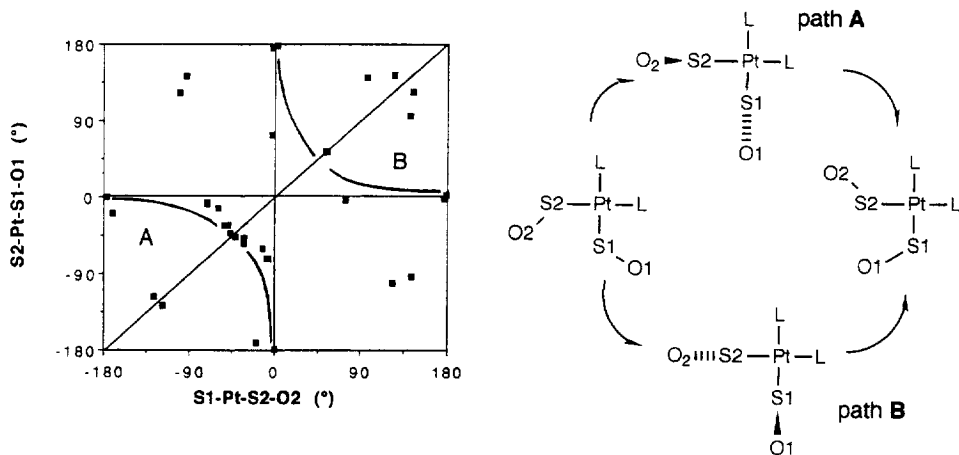 180
90
0
-90
-180
-180
-90
0
90
180
S2-Pt-S1-O1 (°)
S1-Pt-S2-O2 (°)
A
B
path A
L
O2 S2 Pt L
S1
O1
L
S2 Pt L
O2
S1
O1
L
O2
S2 Pt L
S1
O1
L
O2 S2 Pt L
S1
O1
path B